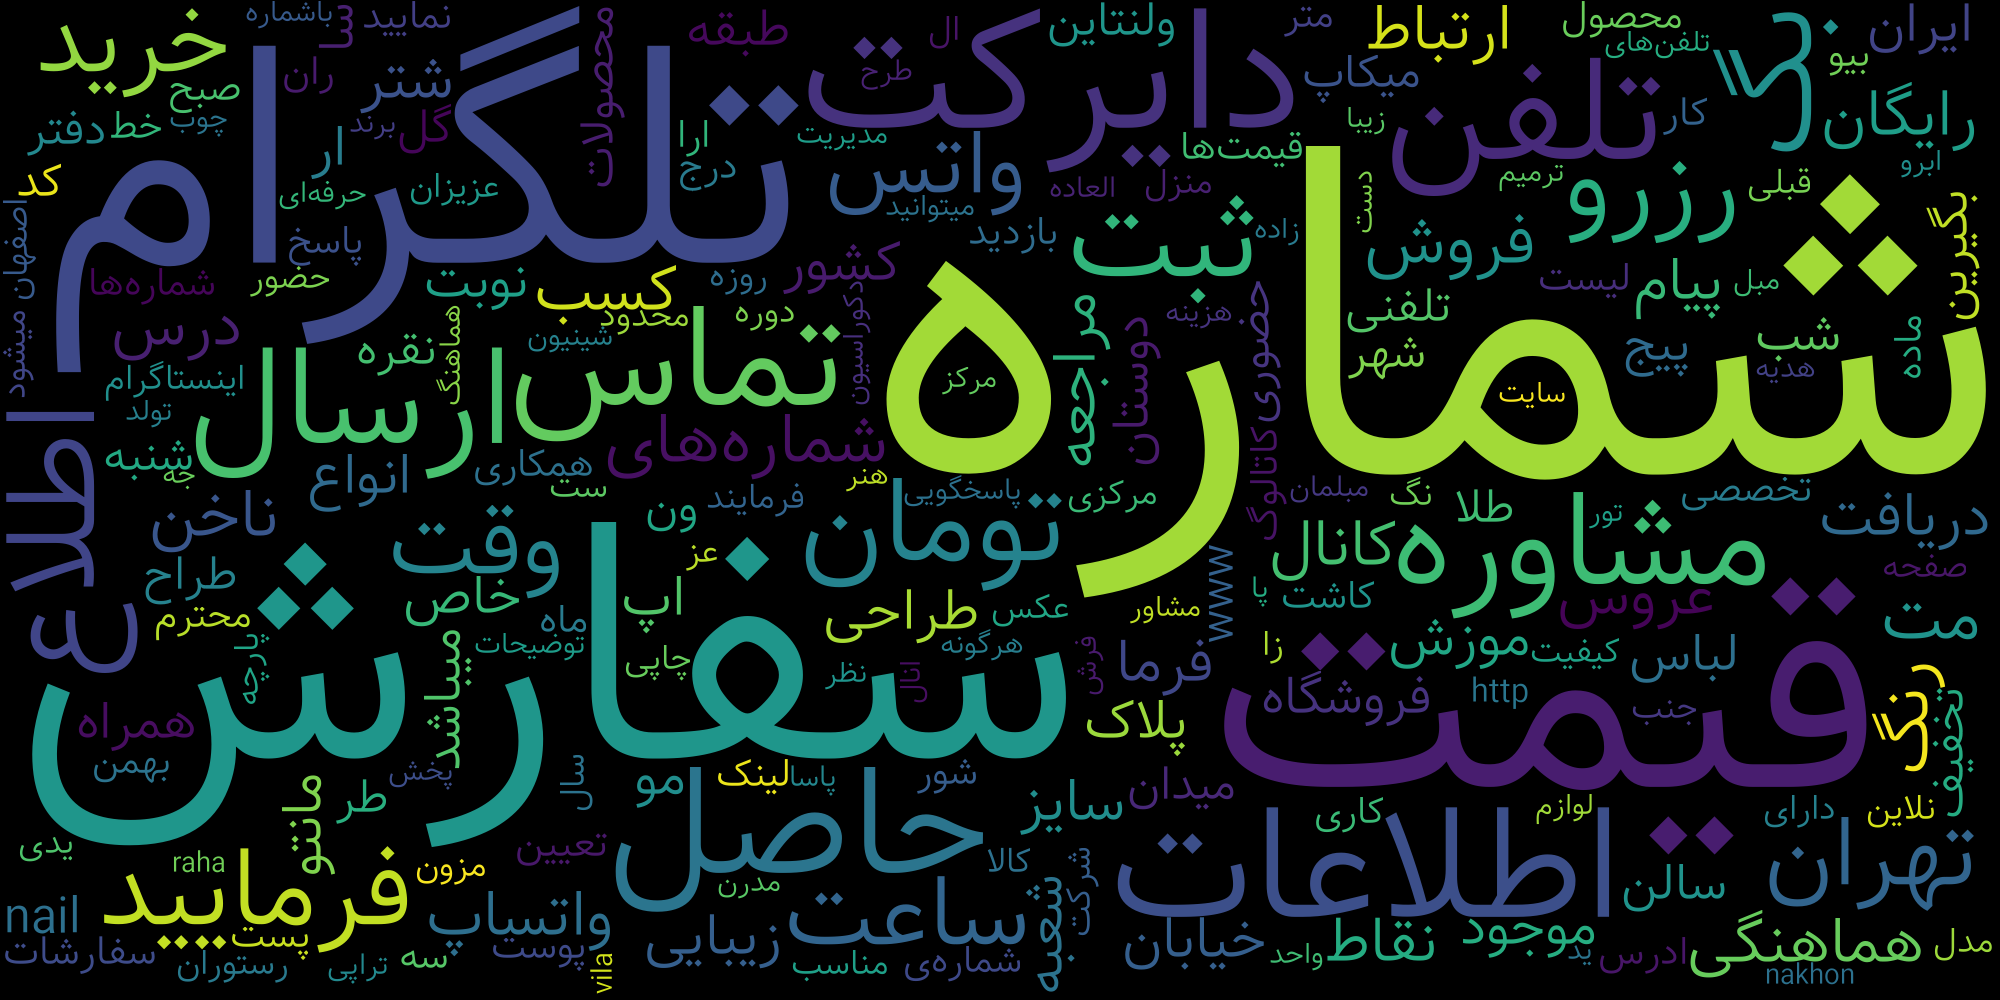 شماره
سفارش
تلگرام
قیمت
دایرکت
تلفن
اطلاعات
حاصل
ارسال
تماس
ثبت
تومان
مشاوره
اطلاع
فرمایید
ساعت
تهران
وقت
رزرو
خرید
واتس
ارتباط
رایگان
ایران
محصول
تلفن‌های
بیو
متر
ولنتاین
ال
طبقه
محصولات
نمایید
باشماره
سا
ران
شتر
گل
برند
صبح
چوب
خط
دفتر
ار
کد
حرفه‌ای
عزیزان
پاسخ
حضور
نوبت
شماره‌ها
درس
نقره
هماهنگ
اینستاگرام
تولد
شنبه
جه
انواع
همکاری
ناخن
طراح
محترم
خاص
میباشد
پارچه
همراه
بهمن
پخش
مانتو
طر
یدی
raha
nail
سفارشات
رستوران
پست
تراپی
سه
واتساپ
پوست
مزون
تعیین
vila
زیبایی
مناسب
مدرن
شماره‌ی
شعبه
شرکت
کالا
سایز
شور
پاسا
لینک
مو
سال
چاپی
اپ
ماه
توضیحات
عز
ون
ست
فرمایند
شماره‌های
پاسخگویی
هنر
مرکزی
مرکز
مراجعه
دوستان
حضوری
کاتالوگ
دکوراسیون
دوره
روزه
کشور
کسب
محدود
شینیون
بازدید
میتوانید
مدیریت
ارا
درج
طرح
قیمت‌ها
منزل
العاده
زاده
هزینه
میکاپ
زیبا
کار
ترمیم
دست
قبلی
ابرو
فروش
لیست
پیام
مبل
تلفنی
شهر
پیج
شب
هدیه
ماده
بگیرین
سایت
مبلمان
نگ
طلا
تور
تخصصی
دریافت
صفحه
کانال
کاشت
پا
www
مشاور
عکس
هرگونه
طراحی
نظر
انال
فرش
فرما
زا
موزش
کیفیت
عروس
لباس
جنب
http
فروشگاه
پلاک
میدان
کاری
لوازم
دارای
نلاین
تخفیف
رنگ
مت
سالن
موجود
نقاط
واحد
ید
ادرس
هماهنگی
مدل
nakhon
خیابان
اصفهان
میشود